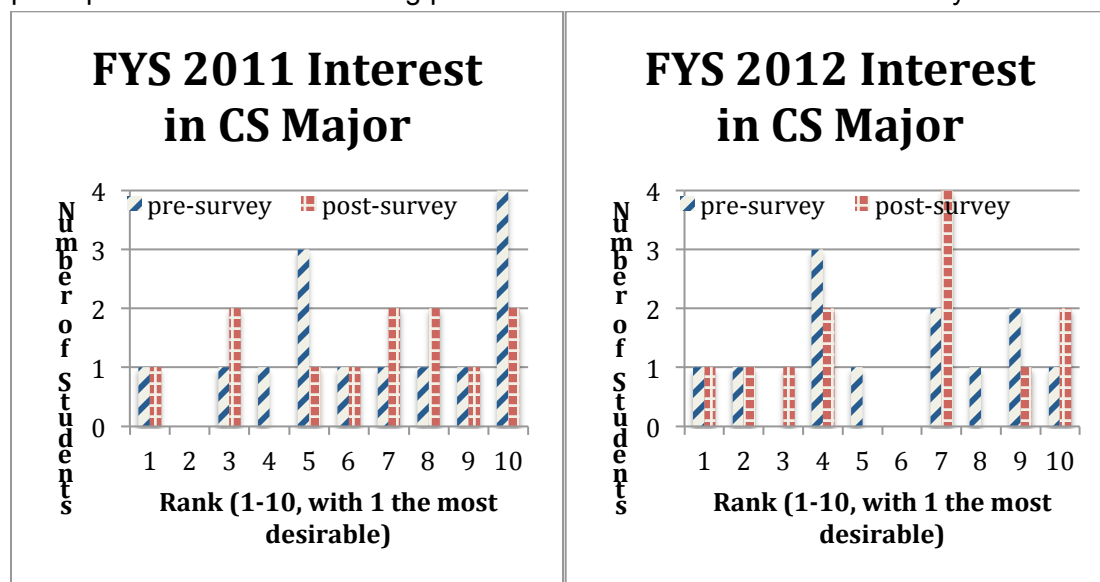 FYS 2011 Interest
in CS Major
Number of Students
4
3
2
1
0
pre-survey
post-survey
1 2 3 4 5 6 7 8 9 10
Rank (1-10, with 1 the most
desirable)
FYS 2012 Interest
in CS Major
Number of Students
4
3
2
1
0
pre-survey
post-survey
1 2 3 4 5 6 7 8 9 10
Rank (1-10, with 1 the most
desirable)